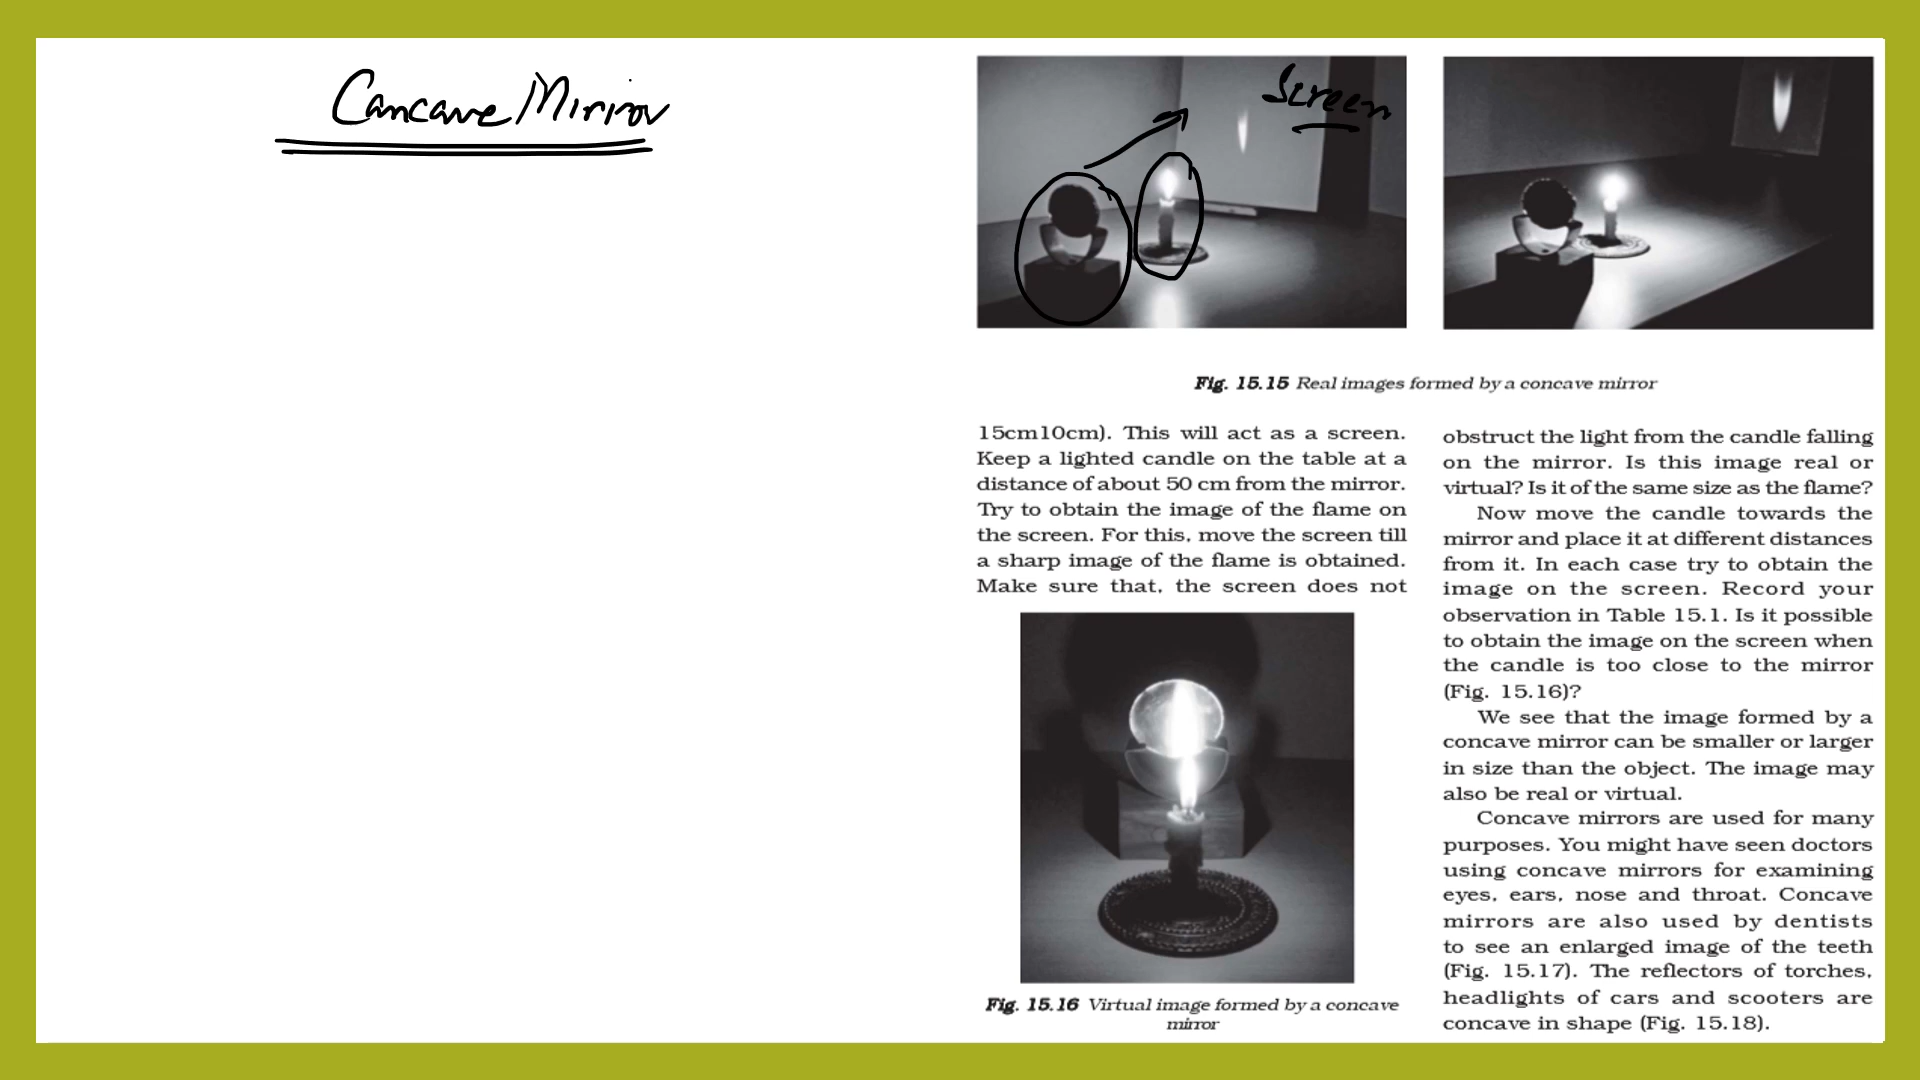 Cancave Mirror
Screen
Fig. 15.15 Real images formed by a concave mirror
15cm10cm). This will act as a screen.
Keep a lighted candle on the table at a
distance of about 50 cm from the mirror.
Try to obtain the image of the flame on
the screen. For this, move the screen till
a sharp image of the flame is obtained.
Make sure that, the screen does not
Fig. 15.16 Virtual image formed by a concave
mirror
obstruct the light from the candle falling
on the mirror. Is this image real or
virtual? Is it of the same size as the flame?
Now move the candle towards the
mirror and place it at different distances
from it. In each case try to obtain the
image on the screen. Record your
observation in Table 15.1. Is it possible
to obtain the image on the screen when
the candle is too close to the mirror
(Fig. 15.16)?
We see that the image formed by a
concave mirror can be smaller or larger
in size than the object. The image may
also be real or virtual.
Concave mirrors are used for many
purposes. You might have seen doctors
using concave mirrors for examining
eyes, ears, nose and throat. Concave
mirrors are also used by dentists
to see an enlarged image of the teeth
(Fig. 15.17). The reflectors of torches,
headlights of cars and scooters are
concave in shape (Fig. 15.18).